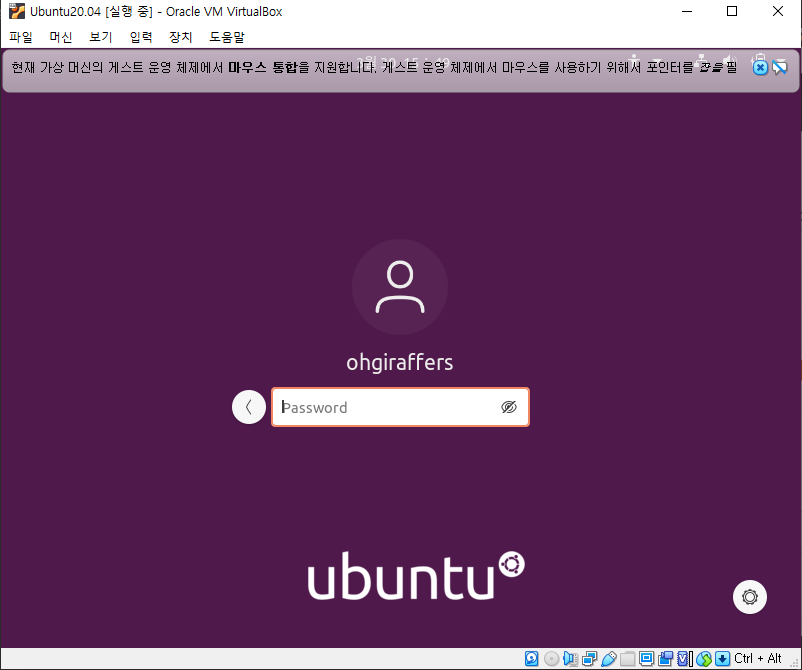 Ubuntu20.04 [실행 중] - Oracle VM VirtualBox
파일 머신 보기 입력 장치 도움말
현재 가상 머신의 게스트 운영 체제에서 마우스 통합을 지원합니다. 게스트 운영 체제에서 마우스를 사용하기 위해서 포인터를 잡을 필
ohgiraffers
Password
ubuntu
Ctrl + Alt